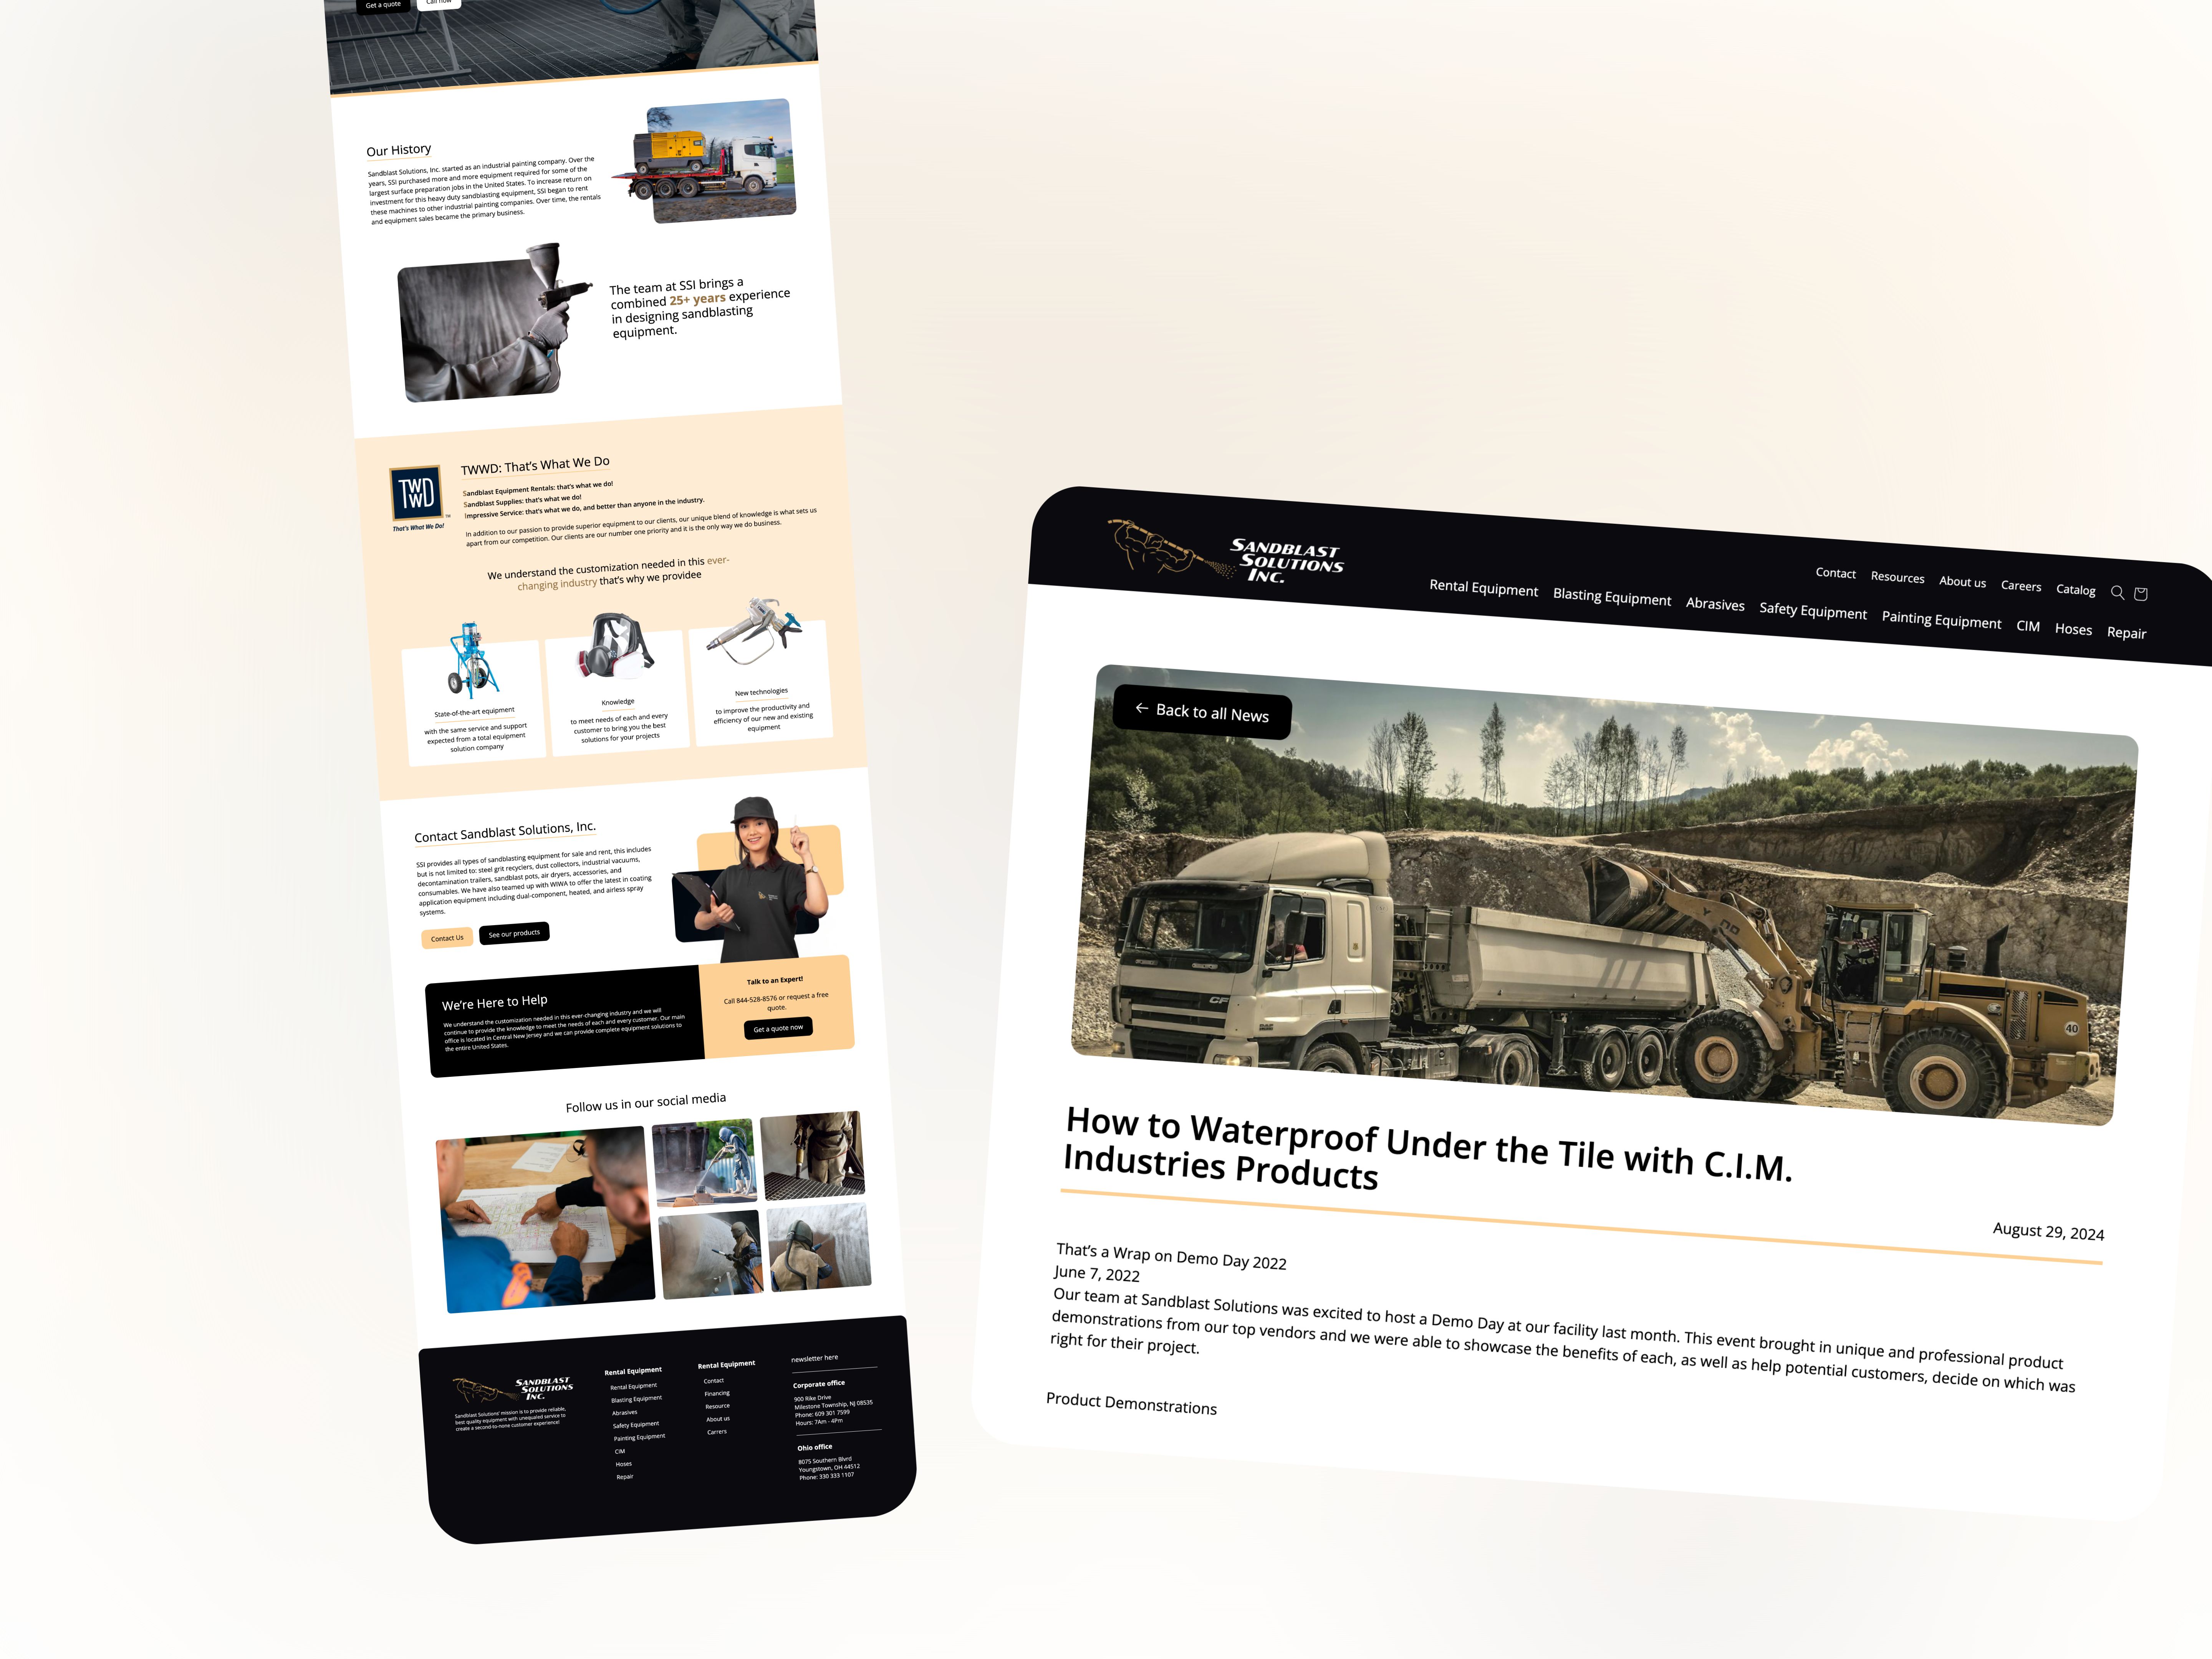 Get a quote
Call now
Our History
Sandblast Solutions, Inc. started as an industrial painting company. Over the
years, SSI purchased more and more equipment required for some of the
largest surface preparation jobs in the United States. To increase return on
investment for this heavy duty sandblasting equipment, SSI began to rent
these machines to other industrial painting companies. Over time, the rentals
and equipment sales became the primary business.
The team at SSI brings a
combined 25+ years experience
in designing sandblasting
equipment.
TWWD
TM
That's What We Do!
TWWD: That's What We Do
Sandblast Equipment Rentals: that's what we do!
Sandblast Supplies: that's what we do!
Impressive Service: that's what we do, and better than anyone in the industry.
In addition to our passion to provide superior equipment to our clients, our unique blend of knowledge is what sets us
apart from our competition. Our clients are our number one priority and it is the only way we do business.
We understand the customization needed in this ever-
changing industry that's why we providee
State-of-the-art equipment
with the same service and support
expected from a total equipment
solution company
Knowledge
to meet needs of each and every
customer to bring you the best
solutions for your projects
New technologies
to improve the productivity and
efficiency of our new and existing
equipment
Contact Sandblast Solutions, Inc.
SSI provides all types of sandblasting equipment for sale and rent, this includes
but is not limited to: steel grit recyclers, dust collectors, industrial vacuums,
decontamination trailers, sandblast pots, air dryers, accessories, and
consumables. We have also teamed up with WIWA to offer the latest in coating
application equipment including dual-component, heated, and airless spray
systems.
Contact Us
See our products
We're Here to Help
We understand the customization needed in this ever-changing industry and we will
continue to provide the knowledge to meet the needs of each and every customer. Our main
office is located in Central New Jersey and we can provide complete equipment solutions to
the entire United States.
Talk to an Expert!
Call 844-528-8576 or request a free
quote.
Get a quote now
Follow us in our social media
SANDBLAST
SOLUTIONS
INC.
Sandblast Solutions' mission is to provide reliable,
best quality equipment with unequaled service to
create a second-to-none customer experience!
Rental Equipment
Rental Equipment
Blasting Equipment
Abrasives
Safety Equipment
Painting Equipment
CIM
Hoses
Repair
Rental Equipment
Contact
Financing
Resource
About us
Carrers
newsletter here
Corporate office
900 Rike Drive
Milestone Township, NJ 08535
Phone: 609 301 7599
Hours: 7Am - 4Pm
Ohio office
8075 Southern Blvrd
Youngstown, OH 44512
Phone: 330 333 1107
SANDBLAST
SOLUTIONS
INC.
Contact Resources About us Careers Catalog
Rental Equipment Blasting Equipment Abrasives Safety Equipment Painting Equipment CIM Hoses Repair
← Back to all News
CF
40
How to Waterproof Under the Tile with C.I.M.
Industries Products
August 29, 2024
That's a Wrap on Demo Day 2022
June 7, 2022
Our team at Sandblast Solutions was excited to host a Demo Day at our facility last month. This event brought in unique and professional product
demonstrations from our top vendors and we were able to showcase the benefits of each, as well as help potential customers, decide on which was
right for their project.
Product Demonstrations